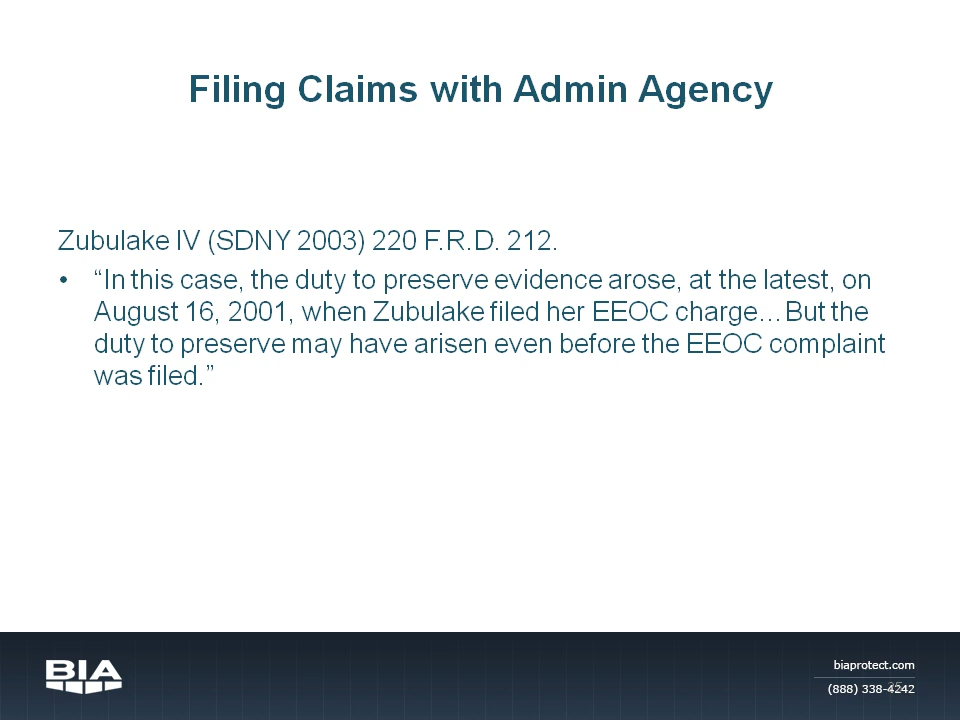 Filing Claims with Admin Agency
Zubulake IV (SDNY 2003) 220 F.R.D. 212.
• “In this case, the duty to preserve evidence arose, at the latest, on
August 16, 2001, when Zubulake filed her EEOC charge…But the
duty to preserve may have arisen even before the EEOC complaint
was filed.”
BIA
biaprotect.com
(888) 338-4242